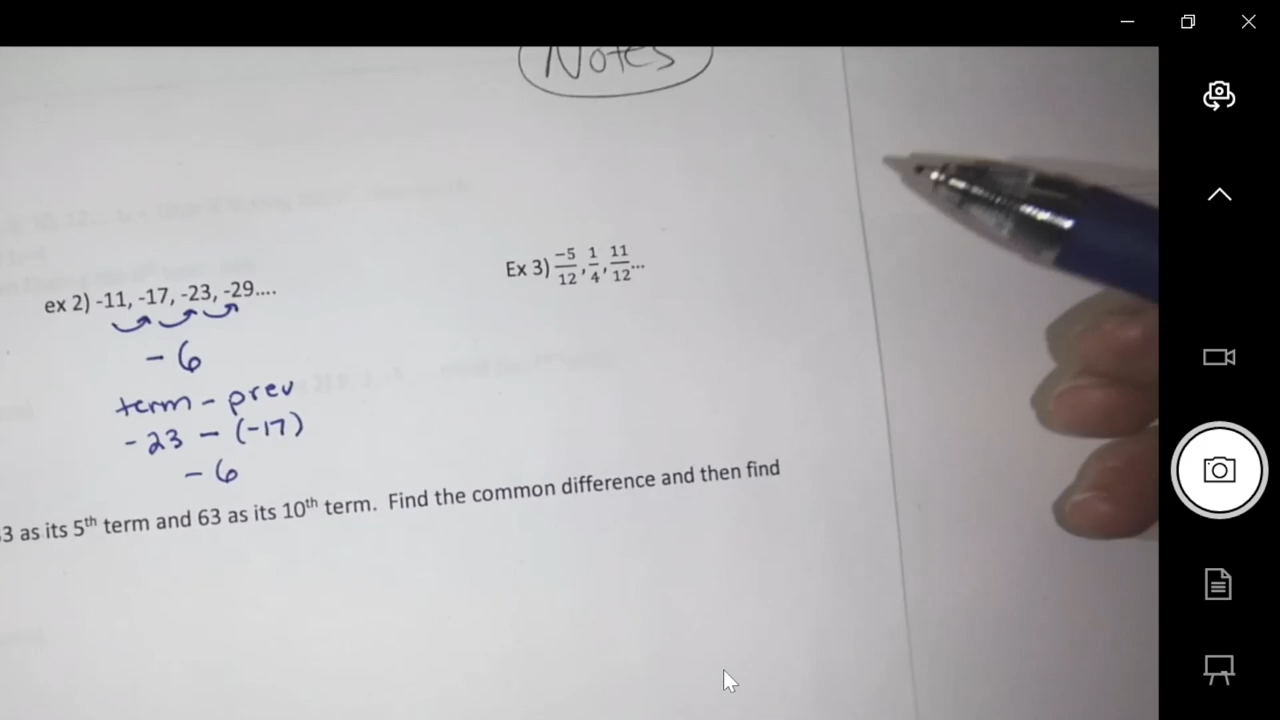 Notes
ex 2) -11, -17, -23, -29....
- 6
term - prev
-23 - (-17)
- 6
Ex 3) -5/12, 1/4, 11/12...
3 as its 5th term and 63 as its 10th term. Find the common difference and then find